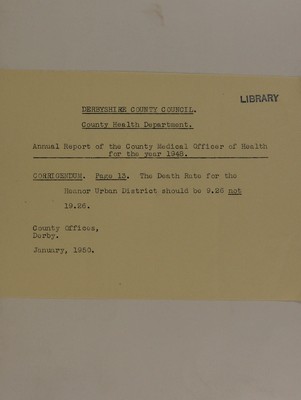 LIBRARY
DERBYSHIRE COUNTY COUNCIL.
County Health Department.
Annual Report of the County Medical Officer of Health
for the year 1948.
CORRIGENDUM. Page 13. The Death Rate for the
Heanor Urban District should be 9.26 not
19.26.
County Offices,
Derby.
January, 1950.